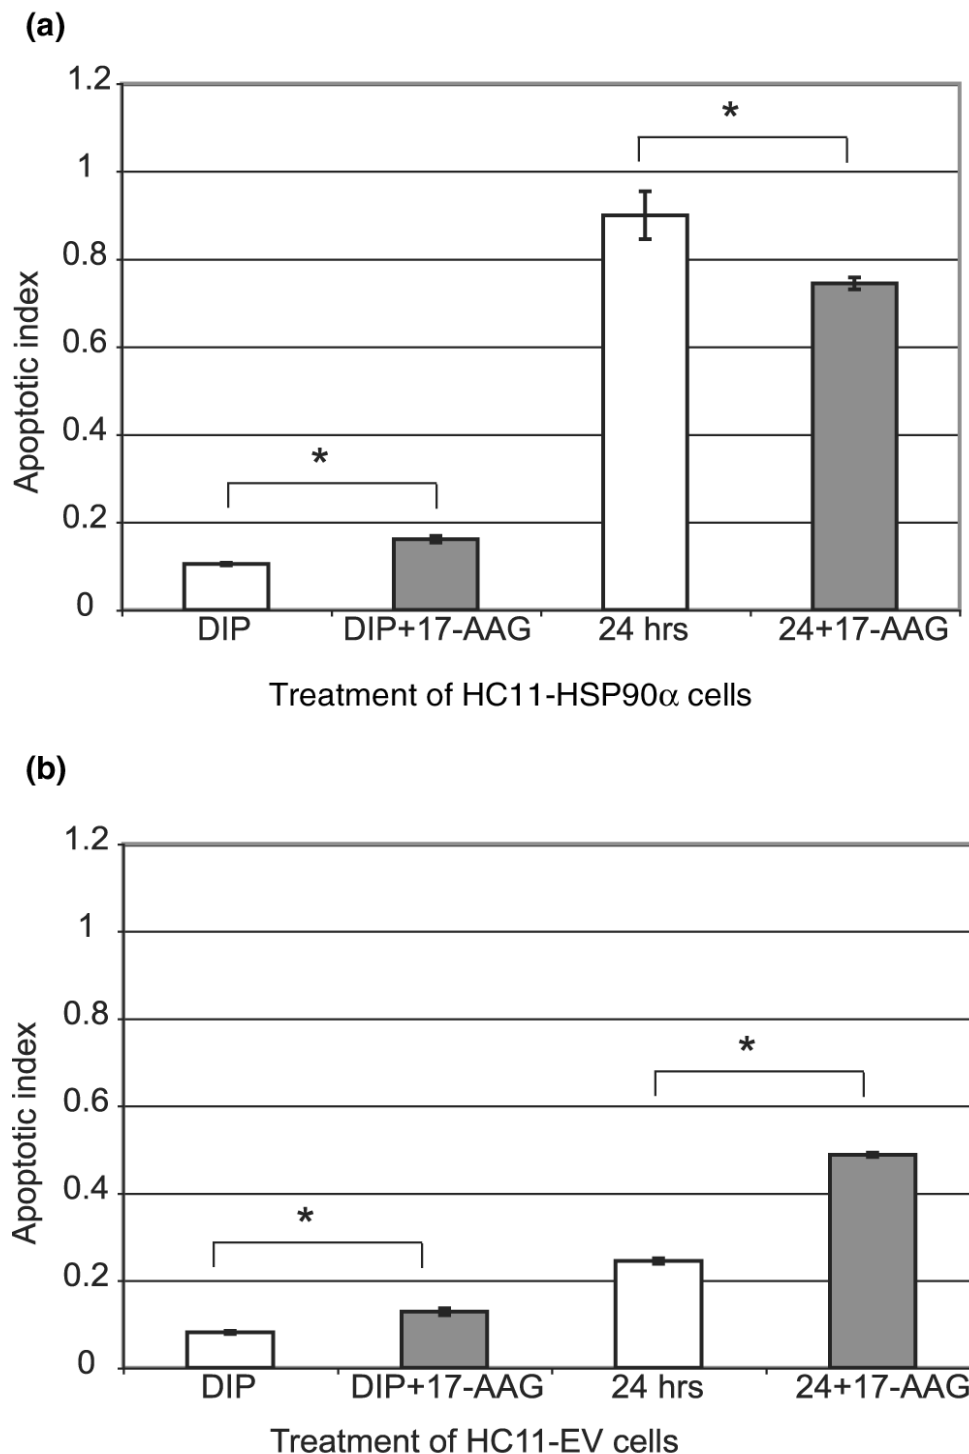 (a)
1.2
1
0.8
0.6
0.4
0.2
0
Apoptotic index
*
*
DIP DIP+17-AAG 24 hrs 24+17-AAG
Treatment of HC11-HSP90α cells
(b)
1.2
1
0.8
0.6
0.4
0.2
0
Apoptotic index
*
*
DIP DIP+17-AAG 24 hrs 24+17-AAG
Treatment of HC11-EV cells